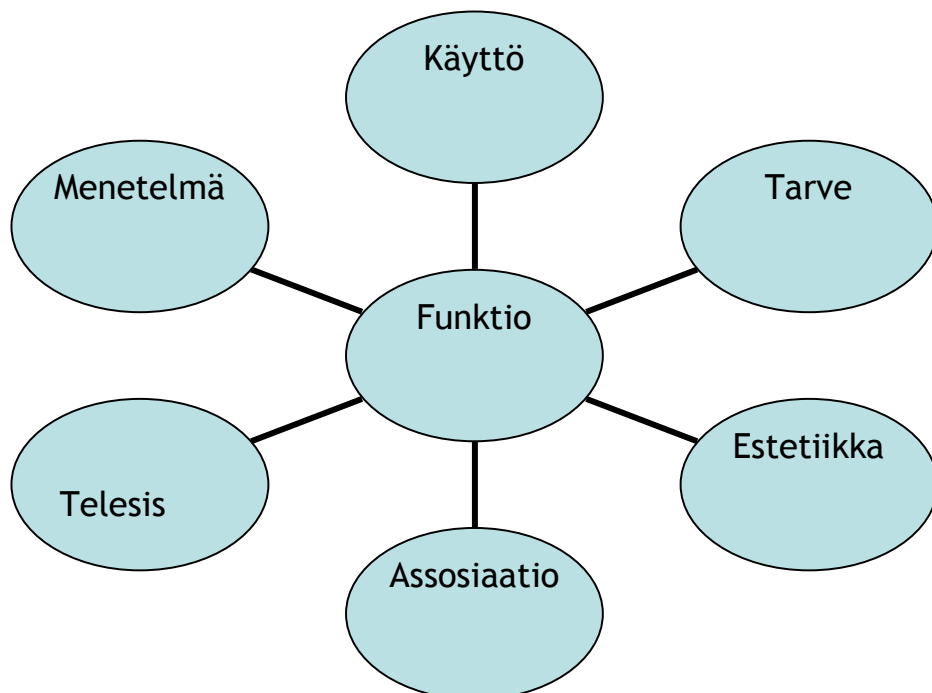 Käyttö
Menetelmä
Tarve
Funktio
Estetiikka
Telesis
Assosiaatio